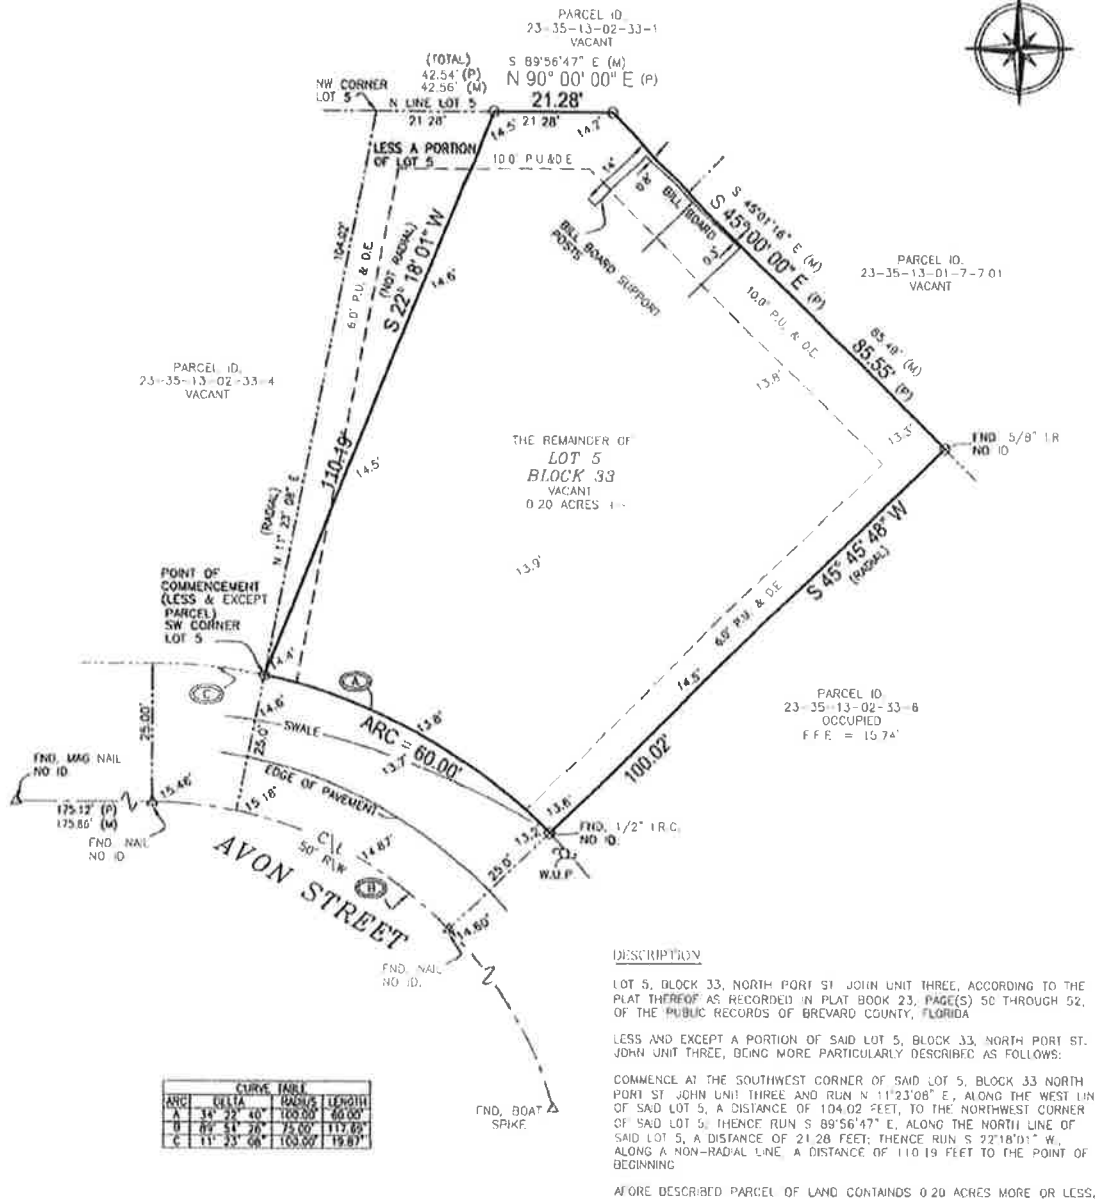 PARCEL ID.
23-35-13-02-33-1
VACANT
(TOTAL)
42.54' (P)
42.56' (M)
S 89°56'47" E (M)
N 90° 00' 00" E (P)
21.28'
NW CORNER
LOT 5
N LINE LOT 5
21.28'
21.28'
14.5'
14.2'
LESS A PORTION
OF LOT 5
10.0' P.U.&D.E.
14'
0.8'
BILL BOARD
0.5'
BILL BOARD
POSTS
BILL BOARD SUPPORT
S 45°01'16" E (M)
S 45°00' 00" E (P)
PARCEL ID.
23-35-13-01-7-7.01
VACANT
10.0' P.U. & D.E.
85.49' (M)
85.55' (P)
104.02'
6.0' P.U. & D.E.
(NOT RADIAL)
S 22° 18' 01" W
14.6'
PARCEL ID.
23-35-13-02-33-4
VACANT
13.8'
13.3'
FND. 5/8" I.R.
NO ID.
THE REMAINDER OF
LOT 5
BLOCK 33
VACANT
0.20 ACRES
110.19'
14.5'
(RADIAL)
N 11° 23' 08" E
S 45° 45' 48" W
(RADIAL)
13.9'
POINT OF
COMMENCEMENT
(LESS & EXCEPT
PARCEL)
SW CORNER
LOT 5
6.0' P.U. & D.E.
14.4'
14.5'
A
C
PARCEL ID.
23-35-13-02-33-6
OCCUPIED
F.F.E. = 15.74'
14.6'
25.00'
25.0'
SWALE
13.8'
ARC = 60.00'
13.7'
100.02'
FND. MAG NAIL
NO ID.
15.46'
15.18'
EDGE OF PAVEMENT
13.6'
13.2
FND. 1/2" I.R.C.
NO ID.
175.12' (P)
175.86' (M)
FND. NAIL
NO ID.
C\L
50' R\W
14.87'
B
25.0'
W.U.P.
AVON STREET
14.60'
FND. NAIL
NO ID.
FND. BOAT
SPIKE
DESCRIPTION
LOT 5, BLOCK 33, NORTH PORT ST. JOHN UNIT THREE, ACCORDING TO THE
PLAT THEREOF AS RECORDED IN PLAT BOOK 23, PAGE(S) 50 THROUGH 52,
OF THE PUBLIC RECORDS OF BREVARD COUNTY, FLORIDA
LESS AND EXCEPT A PORTION OF SAID LOT 5, BLOCK 33, NORTH PORT ST.
JOHN UNIT THREE, BEING MORE PARTICULARLY DESCRIBED AS FOLLOWS:
COMMENCE AT THE SOUTHWEST CORNER OF SAID LOT 5, BLOCK 33 NORTH
PORT ST. JOHN UNIT THREE AND RUN N 11°23'08" E, ALONG THE WEST LIN
OF SAID LOT 5, A DISTANCE OF 104.02 FEET, TO THE NORTHWEST CORNER
OF SAID LOT 5; THENCE RUN S 89°56'47" E, ALONG THE NORTH LINE OF
SAID LOT 5, A DISTANCE OF 21.28 FEET; THENCE RUN S 22°18'01" W,
ALONG A NON-RADIAL LINE, A DISTANCE OF 110.19 FEET TO THE POINT OF
BEGINNING
AFORE DESCRIBED PARCEL OF LAND CONTAINDS 0.20 ACRES MORE OR LESS.
CURVE TABLE
ARC DELTA RADIUS LENGTH
A 34° 22' 40" 100.00' 60.00'
B 89° 54' 26" 75.00' 117.69'
C 11° 23' 08" 100.00' 19.87'